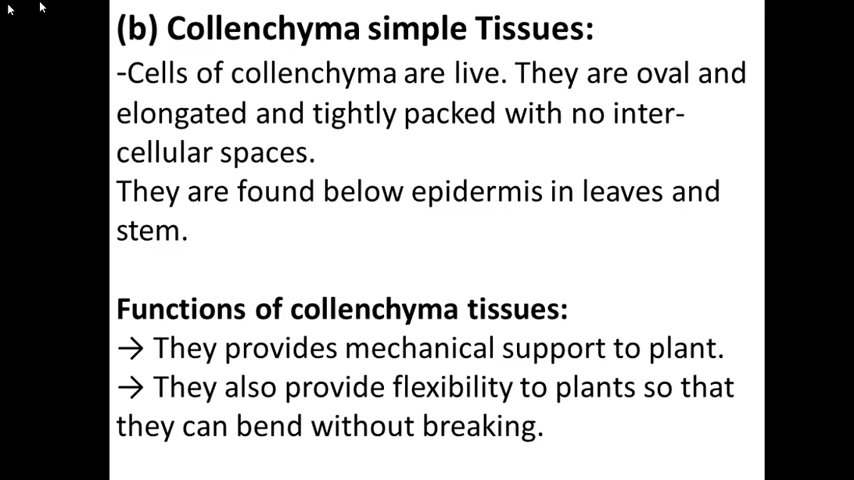 (b) Collenchyma simple Tissues:
-Cells of collenchyma are live. They are oval and
elongated and tightly packed with no inter-
cellular spaces.
They are found below epidermis in leaves and
stem.
Functions of collenchyma tissues:
→ They provides mechanical support to plant.
→ They also provide flexibility to plants so that
they can bend without breaking.